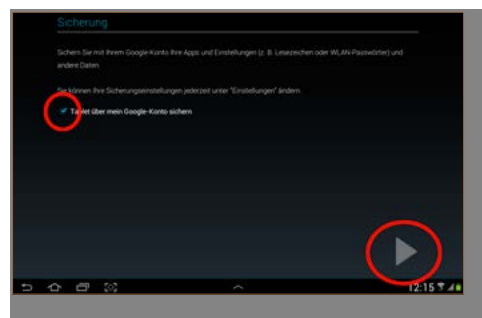 Sicherung
Sichern Sie mit Ihrem Google-Konto Ihre Apps und Einstellungen (z. B. Lesezeichen oder WLAN-Passwörter) und
andere Daten.
Sie können Ihre Sicherungseinstellungen jederzeit unter "Einstellungen" ändern.
Tablet über mein Google-Konto sichern
12:15